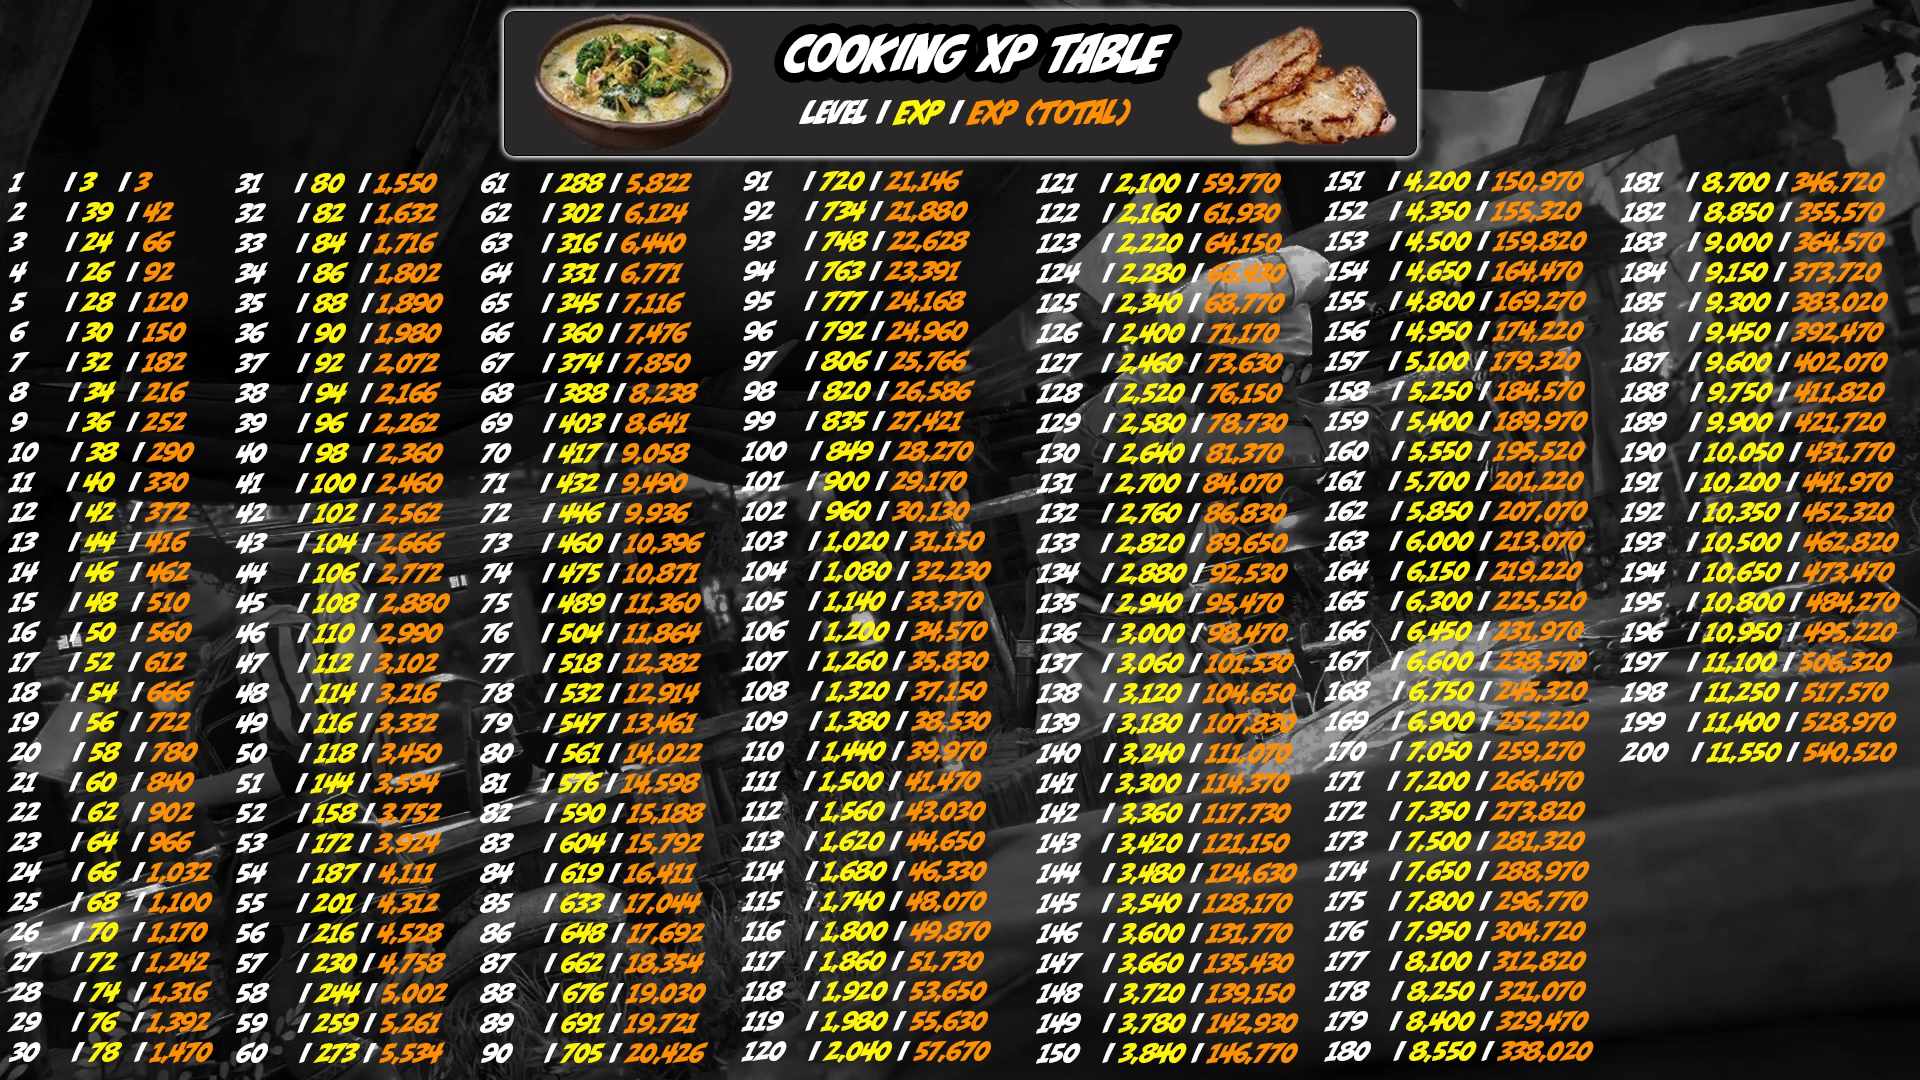 COOKING XP TABLE
LEVEL / EXP / EXP (TOTAL)
1 / 3 / 3
2 / 39 / 42
3 / 24 / 66
4 / 26 / 92
5 / 28 / 120
6 / 30 / 150
7 / 32 / 182
8 / 34 / 216
9 / 36 / 252
10 / 38 / 290
11 / 40 / 330
12 / 42 / 372
13 / 44 / 416
14 / 46 / 462
15 / 48 / 510
16 / 50 / 560
17 / 52 / 612
18 / 54 / 666
19 / 56 / 722
20 / 58 / 780
21 / 60 / 840
22 / 62 / 902
23 / 64 / 966
24 / 66 / 1,032
25 / 68 / 1,100
26 / 70 / 1,170
27 / 72 / 1,242
28 / 74 / 1,316
29 / 76 / 1,392
30 / 78 / 1,470
31 / 80 / 1,550
32 / 82 / 1,632
33 / 84 / 1,716
34 / 86 / 1,802
35 / 88 / 1,890
36 / 90 / 1,980
37 / 92 / 2,072
38 / 94 / 2,166
39 / 96 / 2,262
40 / 98 / 2,360
41 / 100 / 2,460
42 / 102 / 2,562
43 / 104 / 2,666
44 / 106 / 2,772
45 / 108 / 2,880
46 / 110 / 2,990
47 / 112 / 3,102
48 / 114 / 3,216
49 / 116 / 3,332
50 / 118 / 3,450
51 / 144 / 3,594
52 / 158 / 3,752
53 / 172 / 3,924
54 / 187 / 4,111
55 / 201 / 4,312
56 / 216 / 4,528
57 / 230 / 4,758
58 / 244 / 5,002
59 / 259 / 5,261
60 / 273 / 5,534
61 / 288 / 5,822
62 / 302 / 6,124
63 / 316 / 6,440
64 / 331 / 6,771
65 / 345 / 7,116
66 / 360 / 7,476
67 / 374 / 7,850
68 / 388 / 8,238
69 / 403 / 8,641
70 / 417 / 9,058
71 / 432 / 9,490
72 / 446 / 9,936
73 / 460 / 10,396
74 / 475 / 10,871
75 / 489 / 11,360
76 / 504 / 11,864
77 / 518 / 12,382
78 / 532 / 12,914
79 / 547 / 13,461
80 / 561 / 14,022
81 / 576 / 14,598
82 / 590 / 15,188
83 / 604 / 15,792
84 / 619 / 16,411
85 / 633 / 17,044
86 / 648 / 17,692
87 / 662 / 18,354
88 / 676 / 19,030
89 / 691 / 19,721
90 / 705 / 20,426
91 / 720 / 21,146
92 / 734 / 21,880
93 / 748 / 22,628
94 / 763 / 23,391
95 / 777 / 24,168
96 / 792 / 24,960
97 / 806 / 25,766
98 / 820 / 26,586
99 / 835 / 27,421
100 / 849 / 28,270
101 / 900 / 29,170
102 / 960 / 30,130
103 / 1,020 / 31,150
104 / 1,080 / 32,230
105 / 1,140 / 33,370
106 / 1,200 / 34,570
107 / 1,260 / 35,830
108 / 1,320 / 37,150
109 / 1,380 / 38,530
110 / 1,440 / 39,970
111 / 1,500 / 41,470
112 / 1,560 / 43,030
113 / 1,620 / 44,650
114 / 1,680 / 46,330
115 / 1,740 / 48,070
116 / 1,800 / 49,870
117 / 1,860 / 51,730
118 / 1,920 / 53,650
119 / 1,980 / 55,630
120 / 2,040 / 57,670
121 / 2,100 / 59,770
122 / 2,160 / 61,930
123 / 2,220 / 64,150
124 / 2,280 / 66,430
125 / 2,340 / 68,770
126 / 2,400 / 71,170
127 / 2,460 / 73,630
128 / 2,520 / 76,150
129 / 2,580 / 78,730
130 / 2,640 / 81,370
131 / 2,700 / 84,070
132 / 2,760 / 86,830
133 / 2,820 / 89,650
134 / 2,880 / 92,530
135 / 2,940 / 95,470
136 / 3,000 / 98,470
137 / 3,060 / 101,530
138 / 3,120 / 104,650
139 / 3,180 / 107,830
140 / 3,240 / 111,070
141 / 3,300 / 114,370
142 / 3,360 / 117,730
143 / 3,420 / 121,150
144 / 3,480 / 124,630
145 / 3,540 / 128,170
146 / 3,600 / 131,770
147 / 3,660 / 135,430
148 / 3,720 / 139,150
149 / 3,780 / 142,930
150 / 3,840 / 146,770
151 / 4,200 / 150,970
152 / 4,350 / 155,320
153 / 4,500 / 159,820
154 / 4,650 / 164,470
155 / 4,800 / 169,270
156 / 4,950 / 174,220
157 / 5,100 / 179,320
158 / 5,250 / 184,570
159 / 5,400 / 189,970
160 / 5,550 / 195,520
161 / 5,700 / 201,220
162 / 5,850 / 207,070
163 / 6,000 / 213,070
164 / 6,150 / 219,220
165 / 6,300 / 225,520
166 / 6,450 / 231,970
167 / 6,600 / 238,570
168 / 6,750 / 245,320
169 / 6,900 / 252,220
170 / 7,050 / 259,270
171 / 7,200 / 266,470
172 / 7,350 / 273,820
173 / 7,500 / 281,320
174 / 7,650 / 288,970
175 / 7,800 / 296,770
176 / 7,950 / 304,720
177 / 8,100 / 312,820
178 / 8,250 / 321,070
179 / 8,400 / 329,470
180 / 8,550 / 338,020
181 / 8,700 / 346,720
182 / 8,850 / 355,570
183 / 9,000 / 364,570
184 / 9,150 / 373,720
185 / 9,300 / 383,020
186 / 9,450 / 392,470
187 / 9,600 / 402,070
188 / 9,750 / 411,820
189 / 9,900 / 421,720
190 / 10,050 / 431,770
191 / 10,200 / 441,970
192 / 10,350 / 452,320
193 / 10,500 / 462,820
194 / 10,650 / 473,470
195 / 10,800 / 484,270
196 / 10,950 / 495,220
197 / 11,100 / 506,320
198 / 11,250 / 517,570
199 / 11,400 / 528,970
200 / 11,550 / 540,520